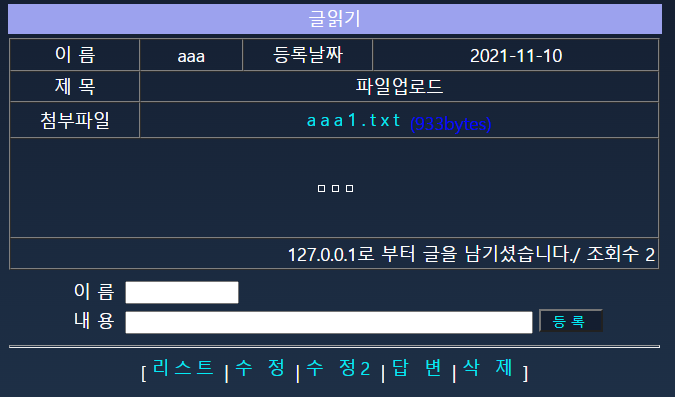 글읽기
이 름 aaa 등록날짜 2021-11-10
제 목 파일업로드
첨부파일 aaa1.txt (933bytes)
ㅁㅁㅁ
127.0.0.1로 부터 글을 남기셨습니다./ 조회수 2
이 름
내 용 등록
[ 리스트 | 수 정 | 수 정2 | 답 변 | 삭 제 ]